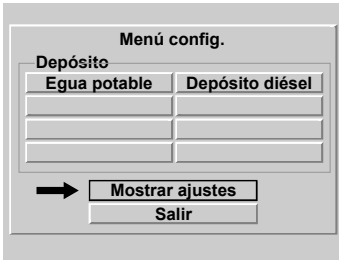 Menú config.
Depósito
Egua potable Depósito diésel
Mostrar ajustes
Salir